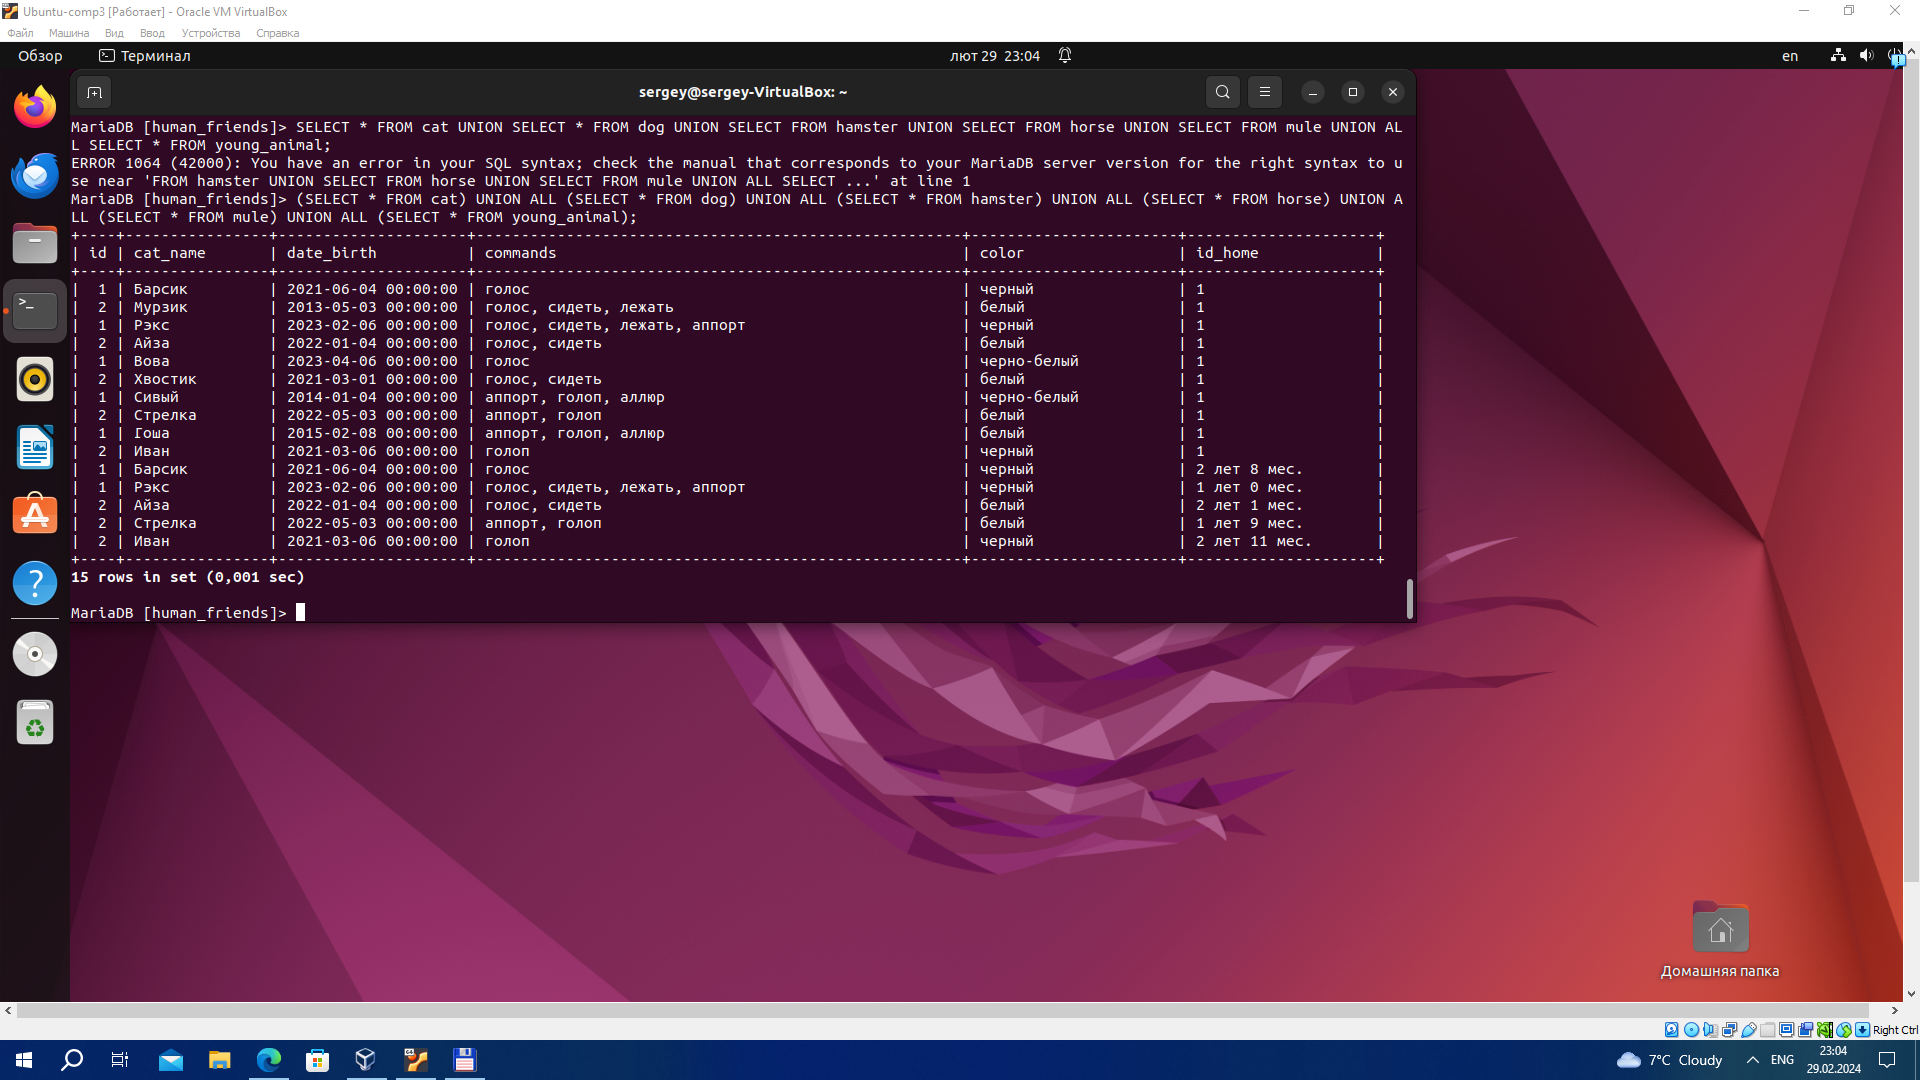 Ubuntu-comp3 [Работает] - Oracle VM VirtualBox
Файл Машина Вид Ввод Устройства Справка
Обзор Терминал лют 29 23:04 en
sergey@sergey-VirtualBox: ~
MariaDB [human_friends]> SELECT * FROM cat UNION SELECT * FROM dog UNION SELECT FROM hamster UNION SELECT FROM horse UNION SELECT FROM mule UNION AL
L SELECT * FROM young_animal;
ERROR 1064 (42000): You have an error in your SQL syntax; check the manual that corresponds to your MariaDB server version for the right syntax to u
se near 'FROM hamster UNION SELECT FROM horse UNION SELECT FROM mule UNION ALL SELECT ...' at line 1
MariaDB [human_friends]> (SELECT * FROM cat) UNION ALL (SELECT * FROM dog) UNION ALL (SELECT * FROM hamster) UNION ALL (SELECT * FROM horse) UNION A
LL (SELECT * FROM mule) UNION ALL (SELECT * FROM young_animal);
| id | cat_name | date_birth | commands | color | id_home |
| 1 | Барсик | 2021-06-04 00:00:00 | голос | черный | 1 |
| 2 | Мурзик | 2013-05-03 00:00:00 | голос, сидеть, лежать | белый | 1 |
| 1 | Рэкс | 2023-02-06 00:00:00 | голос, сидеть, лежать, аппорт | черный | 1 |
| 2 | Айза | 2022-01-04 00:00:00 | голос, сидеть | белый | 1 |
| 1 | Вова | 2023-04-06 00:00:00 | голос | черно-белый | 1 |
| 2 | Хвостик | 2021-03-01 00:00:00 | голос, сидеть | белый | 1 |
| 1 | Сивый | 2014-01-04 00:00:00 | аппорт, голоп, аллюр | черно-белый | 1 |
| 2 | Стрелка | 2022-05-03 00:00:00 | аппорт, голоп | белый | 1 |
| 1 | Гоша | 2015-02-08 00:00:00 | аппорт, голоп, аллюр | белый | 1 |
| 2 | Иван | 2021-03-06 00:00:00 | голоп | черный | 1 |
| 1 | Барсик | 2021-06-04 00:00:00 | голос | черный | 2 лет 8 мес. |
| 1 | Рэкс | 2023-02-06 00:00:00 | голос, сидеть, лежать, аппорт | черный | 1 лет 0 мес. |
| 2 | Айза | 2022-01-04 00:00:00 | голос, сидеть | белый | 2 лет 1 мес. |
| 2 | Стрелка | 2022-05-03 00:00:00 | аппорт, голоп | белый | 1 лет 9 мес. |
| 2 | Иван | 2021-03-06 00:00:00 | голоп | черный | 2 лет 11 мес. |
15 rows in set (0,001 sec)
MariaDB [human_friends]>
Домашняя папка
Right Ctrl
7°C Cloudy ENG 23:04
29.02.2024